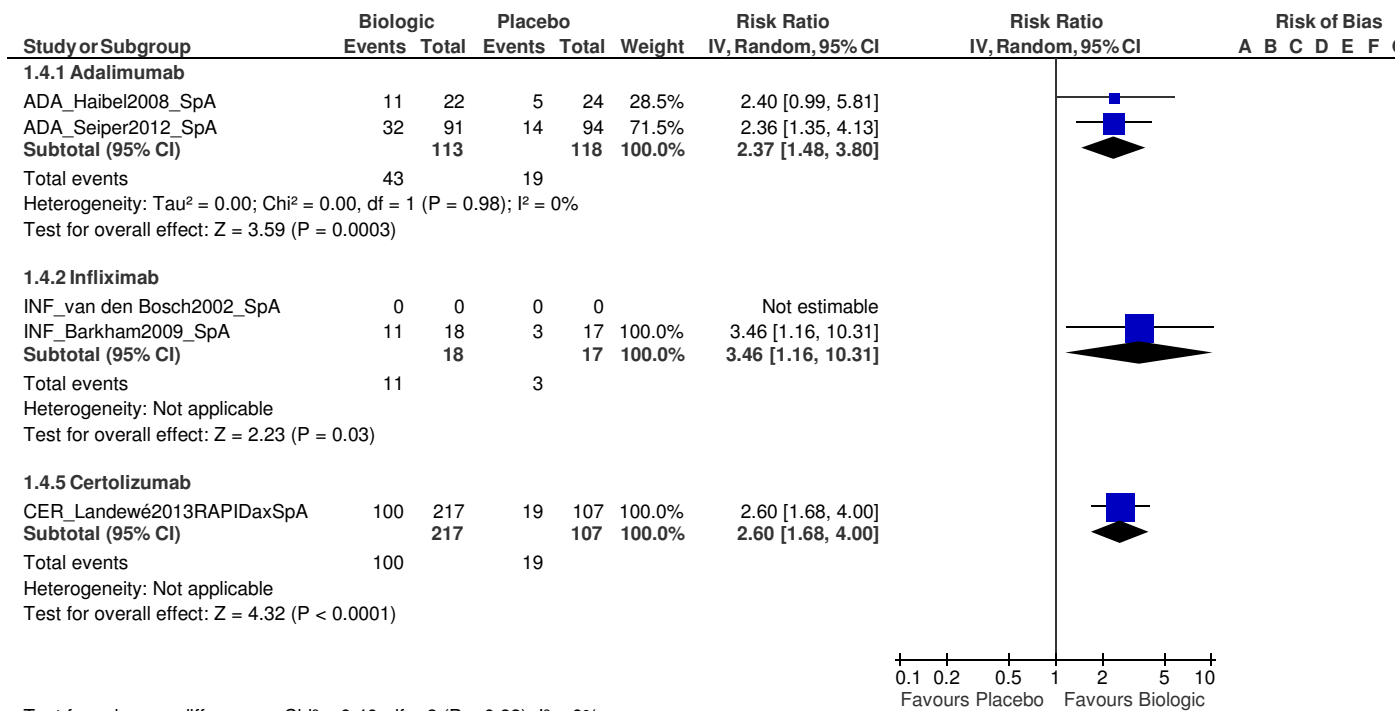 Biologic Placebo Risk Ratio Risk Ratio Risk of Bias
Study or Subgroup Events Total Events Total Weight IV, Random, 95% CI IV, Random, 95% CI A B C D E F
1.4.1 Adalimumab
ADA_Haibel2008_SpA 11 22 5 24 28.5% 2.40 [0.99, 5.81]
ADA_Seiper2012_SpA 32 91 14 94 71.5% 2.36 [1.35, 4.13]
Subtotal (95% CI) 113 118 100.0% 2.37 [1.48, 3.80]
Total events 43 19
Heterogeneity: Tau² = 0.00; Chi² = 0.00, df = 1 (P = 0.98); I² = 0%
Test for overall effect: Z = 3.59 (P = 0.0003)
1.4.2 Infliximab
INF_van den Bosch2002_SpA 0 0 0 0 Not estimable
INF_Barkham2009_SpA 11 18 3 17 100.0% 3.46 [1.16, 10.31]
Subtotal (95% CI) 18 17 100.0% 3.46 [1.16, 10.31]
Total events 11 3
Heterogeneity: Not applicable
Test for overall effect: Z = 2.23 (P = 0.03)
1.4.5 Certolizumab
CER_Landewé2013RAPIDaxSpA 100 217 19 107 100.0% 2.60 [1.68, 4.00]
Subtotal (95% CI) 217 107 100.0% 2.60 [1.68, 4.00]
Total events 100 19
Heterogeneity: Not applicable
Test for overall effect: Z = 4.32 (P < 0.0001)
0.1 0.2 0.5 1 2 5 10
Favours Placebo Favours Biologic